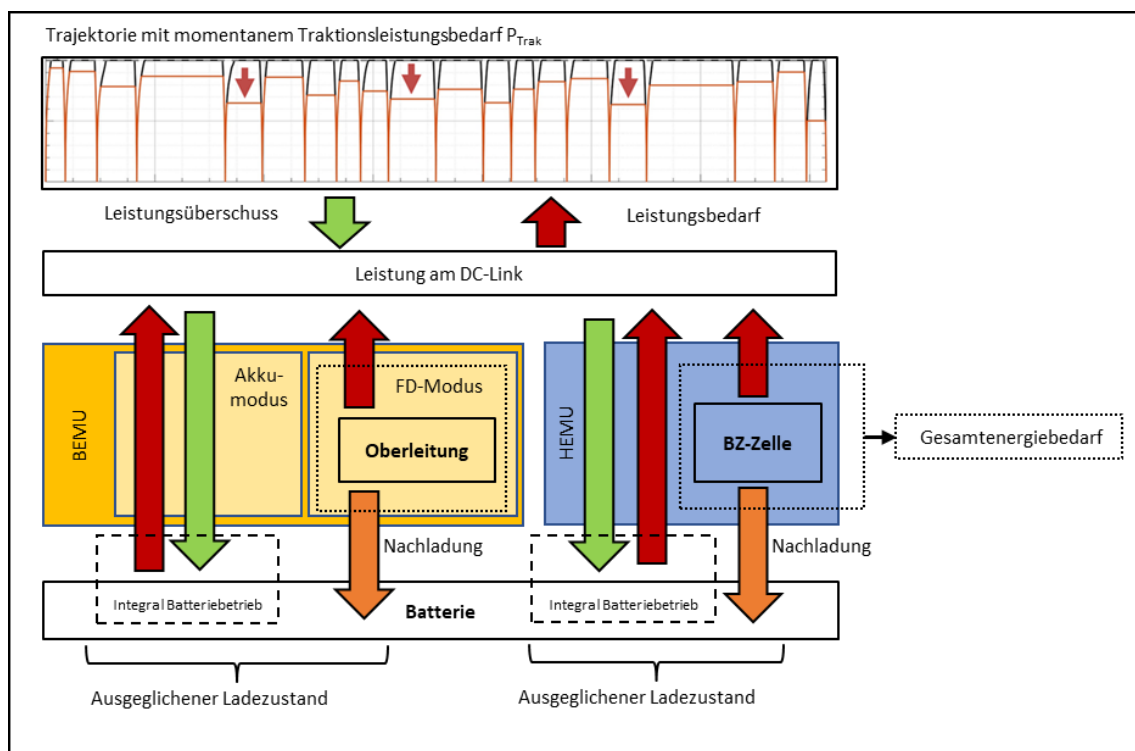 Trajektorie mit momentanem Traktionsleistungsbedarf P_Trak
Leistungsüberschuss
Leistungsbedarf
Leistung am DC-Link
BEMU
Akku-
modus
FD-Modus
Oberleitung
HEMU
BZ-Zelle
Gesamtenergiebedarf
Nachladung
Nachladung
Integral Batteriebetrieb
Batterie
Integral Batteriebetrieb
Ausgeglichener Ladezustand
Ausgeglichener Ladezustand